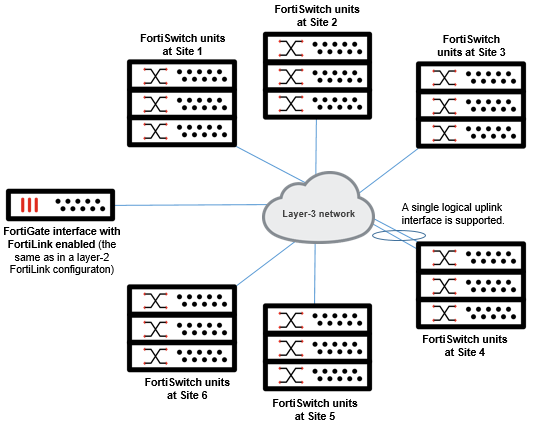 FortiSwitch units
at Site 1
FortiSwitch units
at Site 2
FortiSwitch
units at Site 3
Layer-3 network
A single logical uplink
interface is supported.
FortiGate interface with
FortiLink enabled (the
same as in a layer-2
FortiLink configuraton)
FortiSwitch units
at Site 4
FortiSwitch units
at Site 6
FortiSwitch units
at Site 5